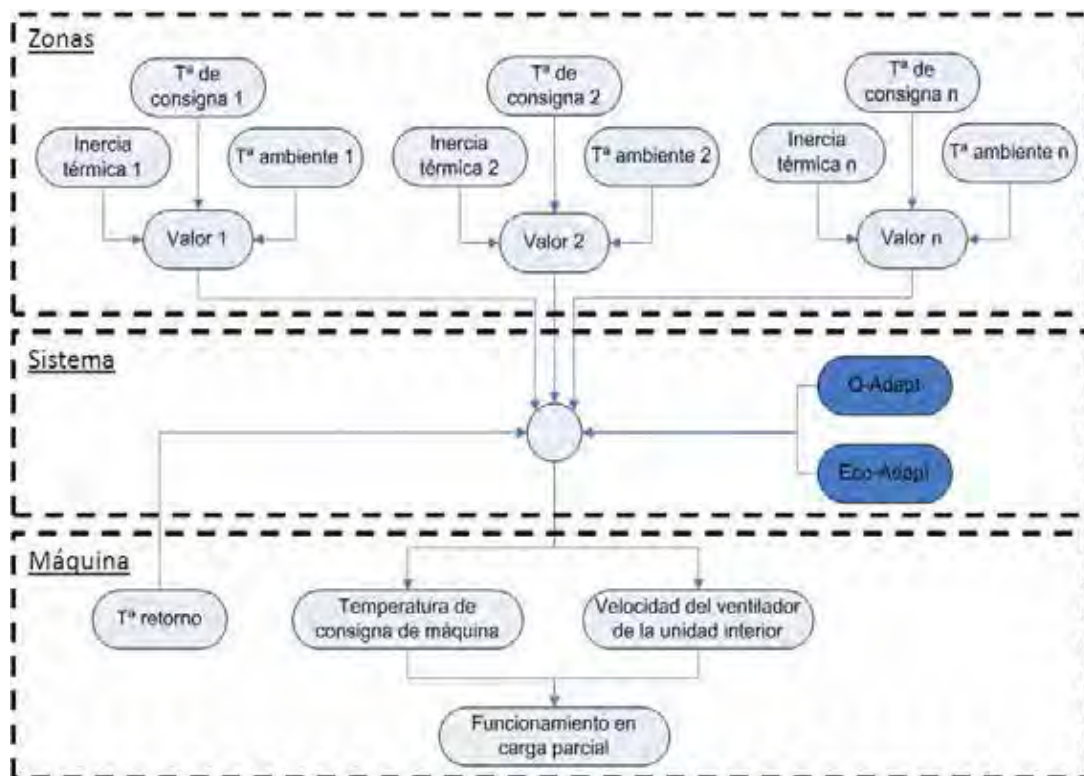 Zonas
Tª de
consigna 1
Inercia
térmica 1
Tª ambiente 1
Valor 1
Tª de
consigna 2
Inercia
térmica 2
Tª ambiente 2
Valor 2
Tª de
consigna n
Inercia
térmica n
Tª ambiente n
Valor n
Sistema
Q-Adapt
Eco-Adapt
Máquina
Tª retorno
Temperatura de
consigna de máquina
Velocidad del ventilador
de la unidad interior
Funcionamiento en
carga parcial